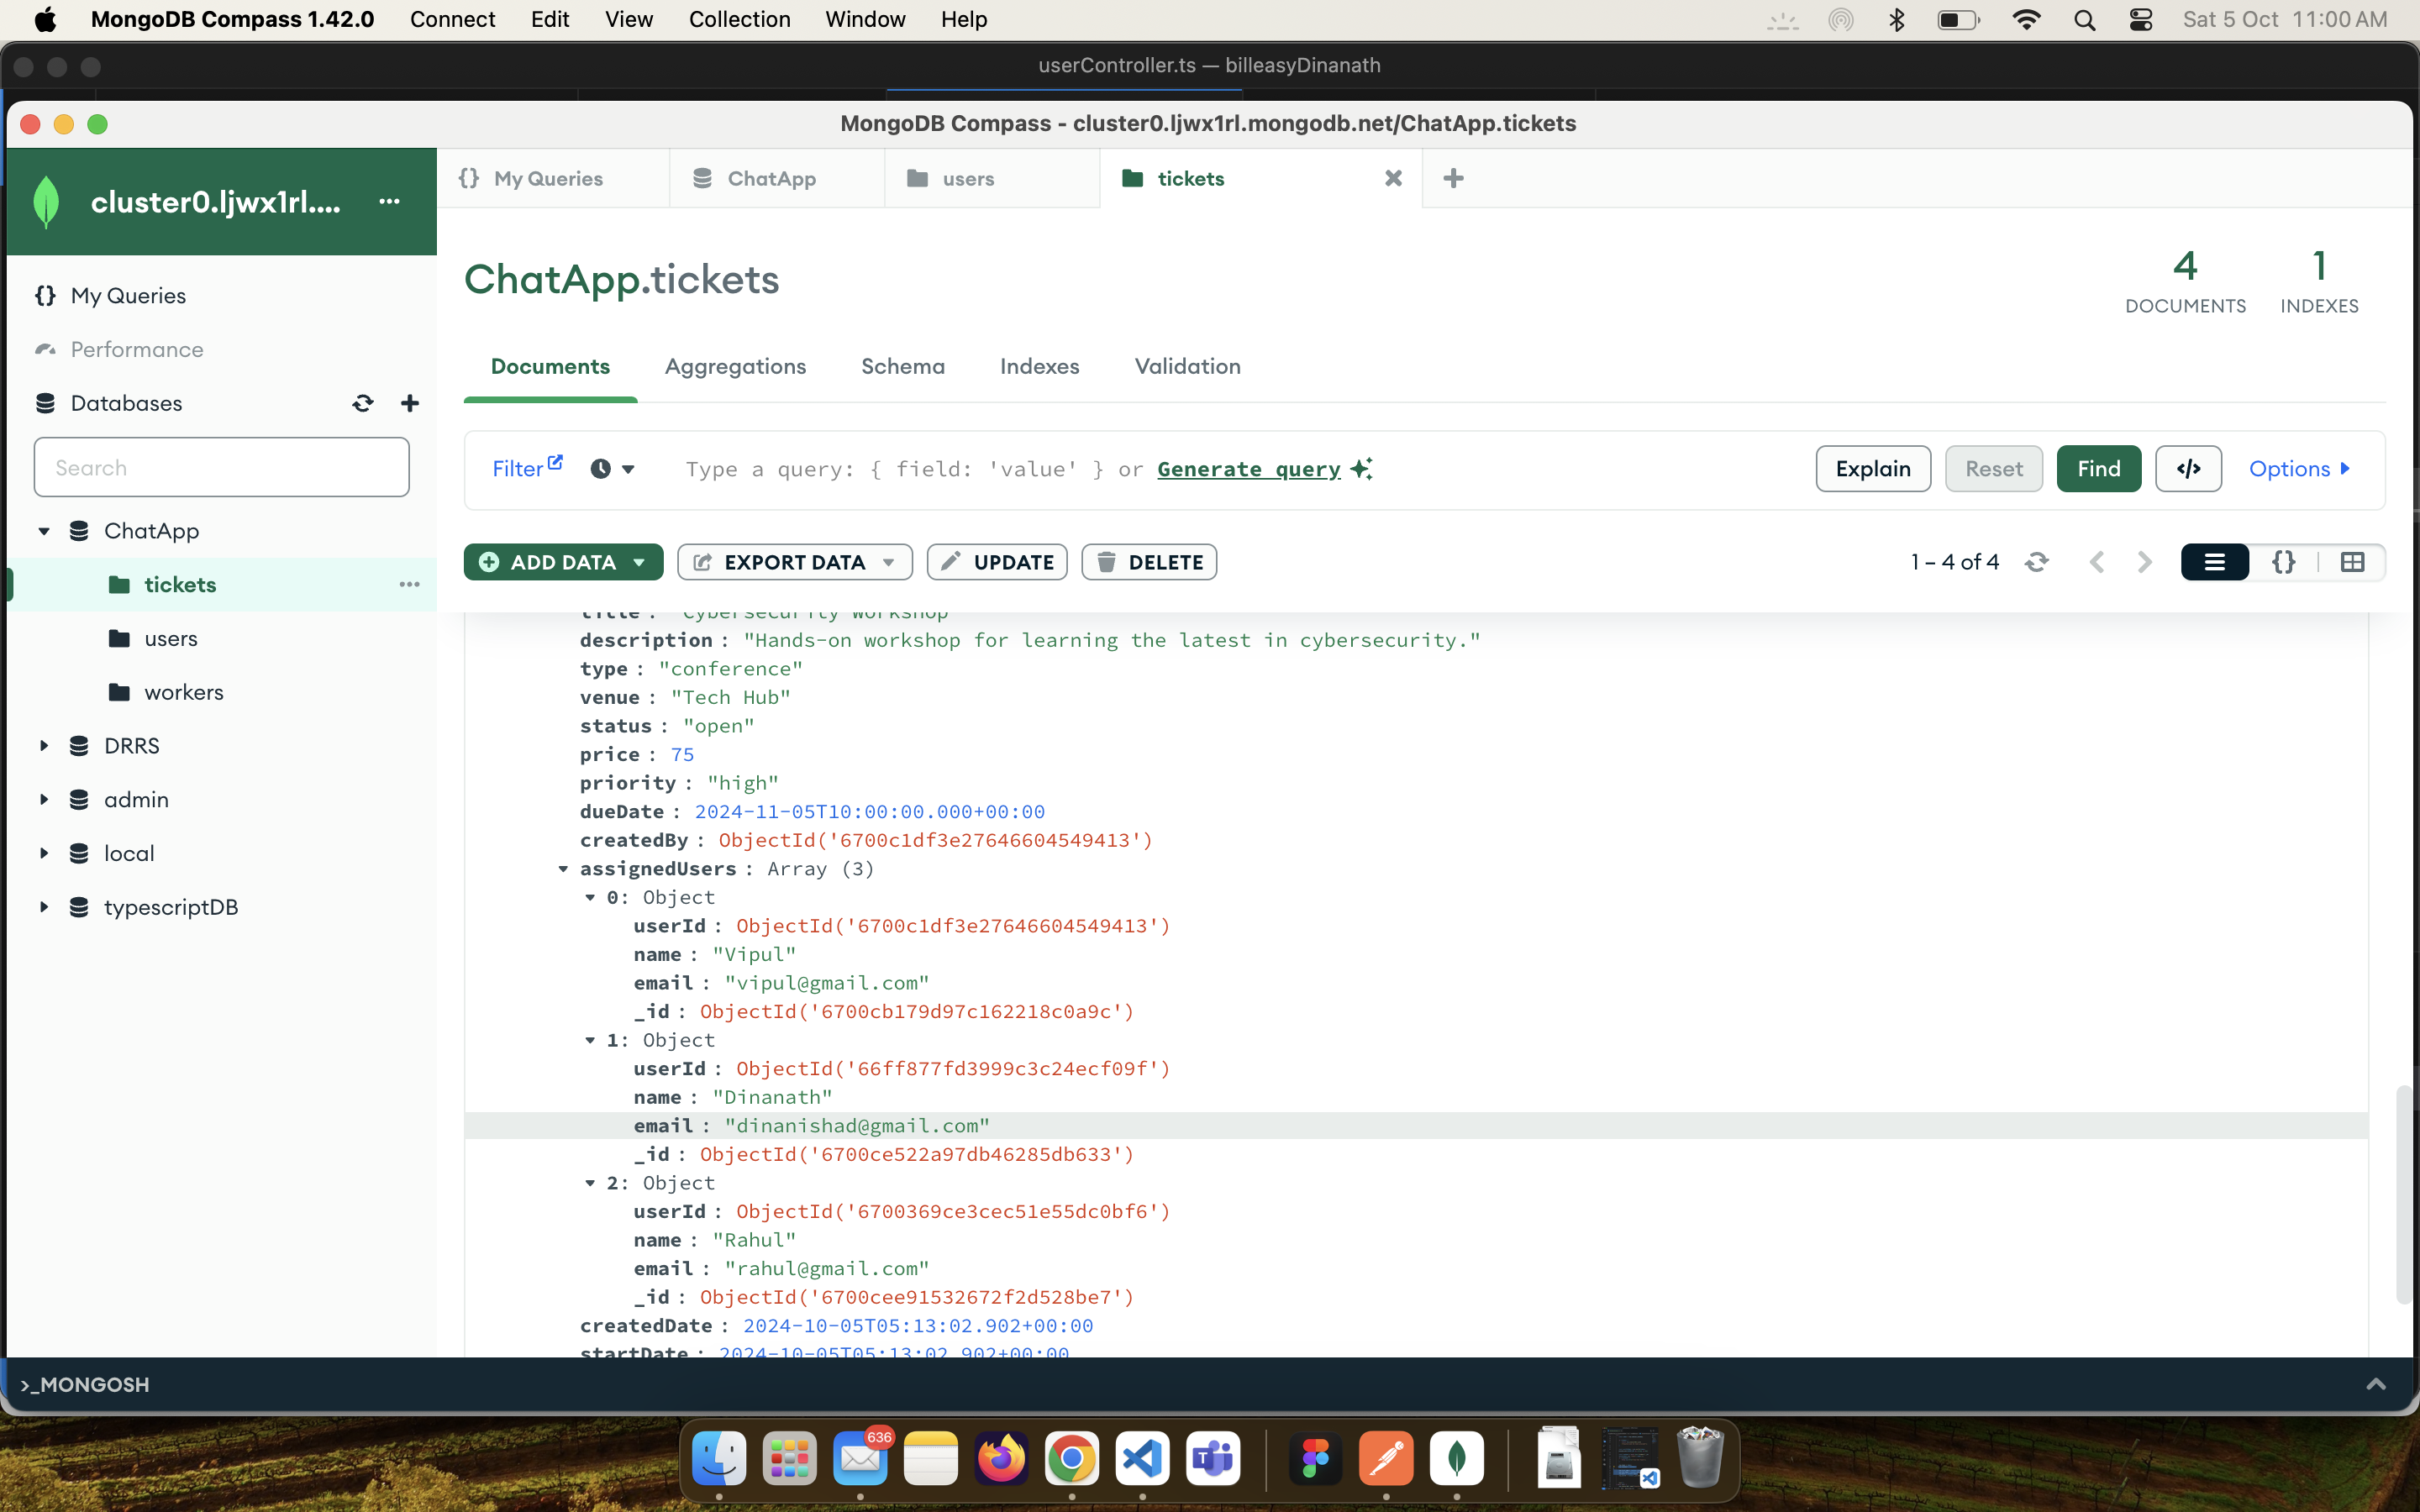 MongoDB Compass 1.42.0 Connect Edit View Collection Window Help Sat 5 Oct 11:00 AM
userController.ts — billeasyDinanath
MongoDB Compass - cluster0.ljwx1rl.mongodb.net/ChatApp.tickets
cluster0.ljwx1rl.... ...
{} My Queries ChatApp users tickets
ChatApp.tickets
4 DOCUMENTS
1 INDEXES
{} My Queries
Performance
Databases
Search
ChatApp
tickets ...
users
workers
DRRS
admin
local
typescriptDB
Documents Aggregations Schema Indexes Validation
Filter Type a query: { field: 'value' } or Generate query Explain Reset Find </> Options
ADD DATA EXPORT DATA UPDATE DELETE 1 – 4 of 4 {}
title : "Cybersecurity Workshop"
description : "Hands-on workshop for learning the latest in cybersecurity."
type : "conference"
venue : "Tech Hub"
status : "open"
price : 75
priority : "high"
dueDate : 2024-11-05T10:00:00.000+00:00
createdBy : ObjectId('6700c1df3e27646604549413')
assignedUsers : Array (3)
0: Object
userId : ObjectId('6700c1df3e27646604549413')
name : "Vipul"
email : "vipul@gmail.com"
_id : ObjectId('6700cb179d97c162218c0a9c')
1: Object
userId : ObjectId('66ff877fd3999c3c24ecf09f')
name : "Dinanath"
email : "dinanishad@gmail.com"
_id : ObjectId('6700ce522a97db46285db633')
2: Object
userId : ObjectId('6700369ce3cec51e55dc0bf6')
name : "Rahul"
email : "rahul@gmail.com"
_id : ObjectId('6700cee91532672f2d528be7')
createdDate : 2024-10-05T05:13:02.902+00:00
startDate : 2024-10-05T05:13:02.902+00:00
>_MONGOSH
636